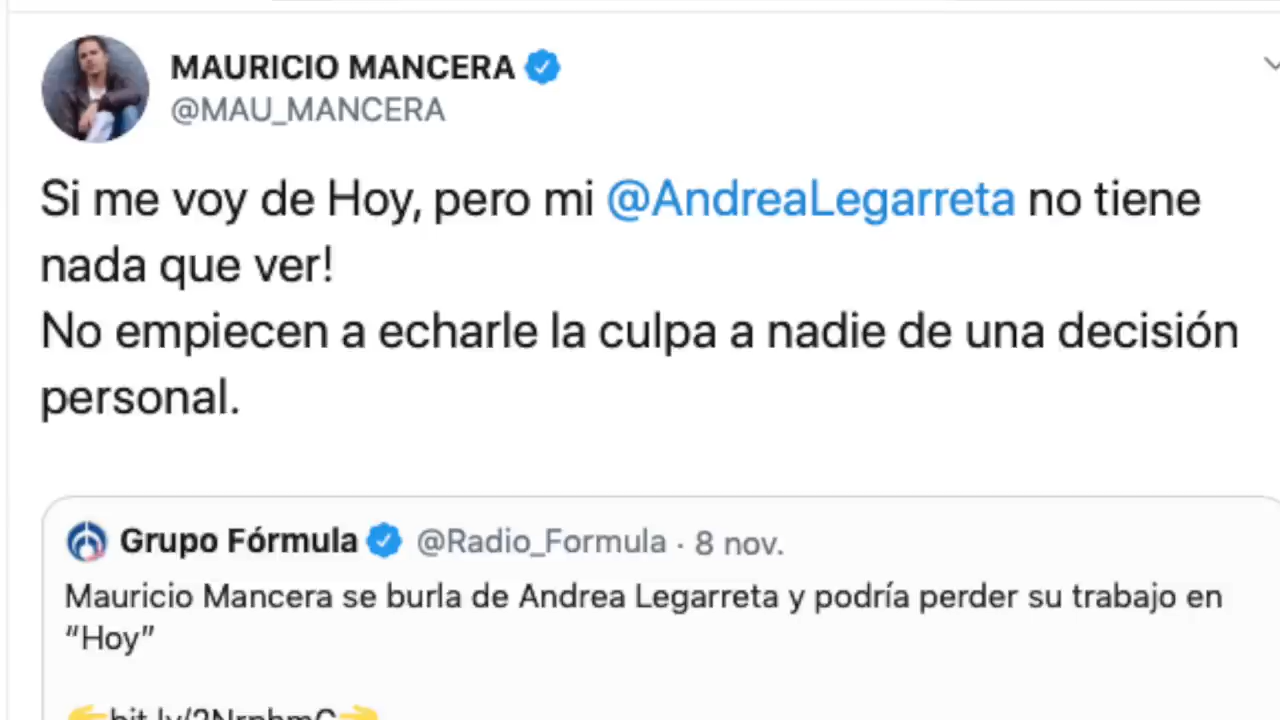 MAURICIO MANCERA
@MAU_MANCERA
Si me voy de Hoy, pero mi @AndreaLegarreta no tiene
nada que ver!
No empiecen a echarle la culpa a nadie de una decisión
personal.
Grupo Fórmula @Radio_Formula · 8 nov.
Mauricio Mancera se burla de Andrea Legarreta y podría perder su trabajo en
“Hoy”